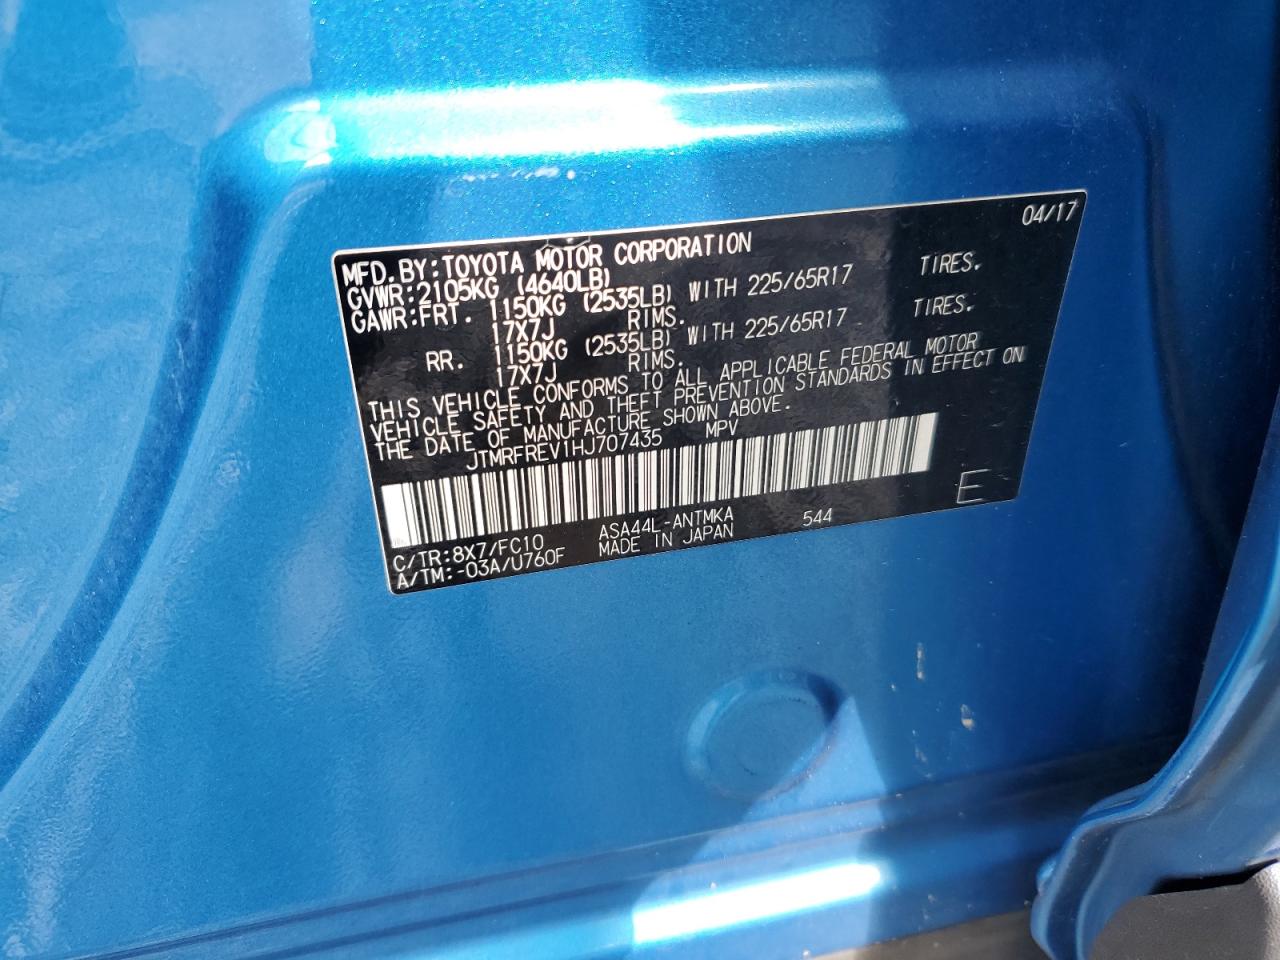 04/17
MFD. BY: TOYOTA MOTOR CORPORATION
GVWR: 2105KG (4640LB)
GAWR: FRT. 1150KG (2535LB) WITH 225/65R17 TIRES.
17X7J RIMS.
RR. 1150KG (2535LB) WITH 225/65R17 TIRES.
17X7J RIMS.
THIS VEHICLE CONFORMS TO ALL APPLICABLE FEDERAL MOTOR
VEHICLE SAFETY AND THEFT PREVENTION STANDARDS IN EFFECT ON
THE DATE OF MANUFACTURE SHOWN ABOVE.
JTMRFREV1HJ707435 MPV
E
C/TR: 8X7/FC10 ASA44L-ANTMKA 544
A/TM: -03A/U760F MADE IN JAPAN